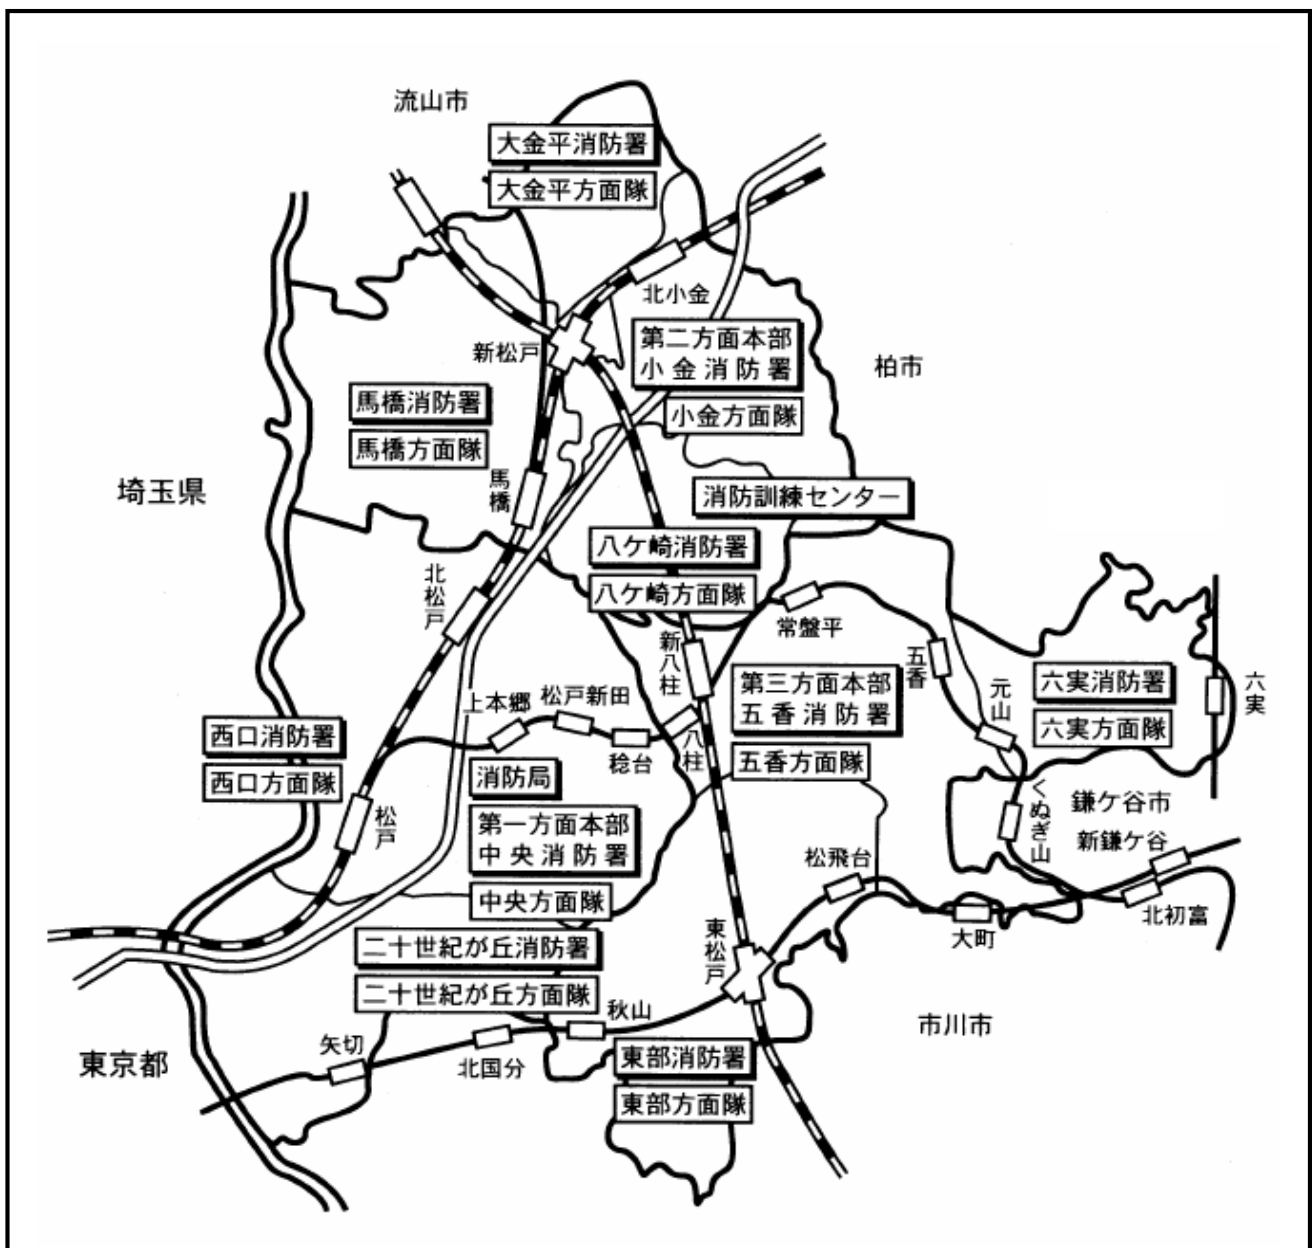 流山市
大金平消防署
大金平方面隊
北小金
新松戸
第二方面本部
小金消防署
柏市
馬橋消防署
小金方面隊
馬橋方面隊
馬橋
埼玉県
消防訓練センター
八ケ崎消防署
八ケ崎方面隊
北松戸
常盤平
新八柱
五香
第三方面本部
五香消防署
六実消防署
六実
元山
上本郷
松戸新田
六実方面隊
西口消防署
稔台
八柱
五香方面隊
西口方面隊
消防局
松戸
第一方面本部
中央消防署
くぬぎ山
鎌ケ谷市
新鎌ケ谷
松飛台
中央方面隊
北初富
大町
東松戸
二十世紀が丘消防署
二十世紀が丘方面隊
秋山
市川市
矢切
北国分
東京都
東部消防署
東部方面隊